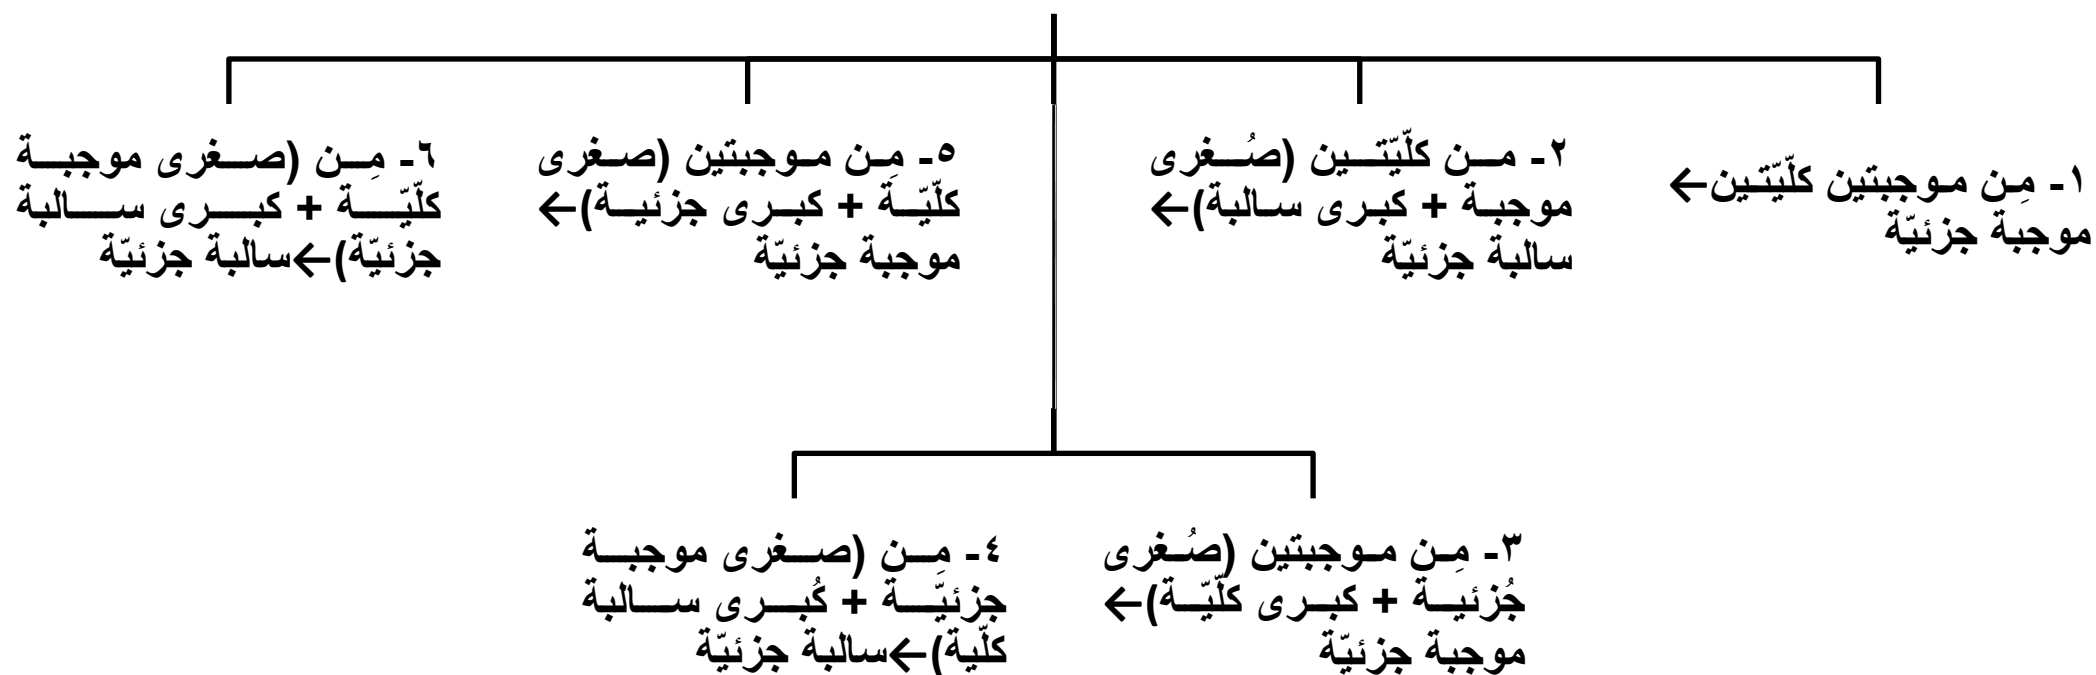 ١- مِن موجبتين كلّيّتين←
موجبة جزئيّة
٢- من كلّيّتين (صُغرى
موجبة + كبرى سالبة)←
سالبة جزئيّة
٥- مِن موجبتين (صغرى
كلّيّة + كبرى جزئية)←
موجبة جزئيّة
٦- مِن (صغرى موجبة
كلّيّة + كبرى سالبة
جزئيّة)←سالبة جزئيّة
٣- مِن موجبتين (صُغرى
جُزئية + كبرى كلّيّة)←
موجبة جزئيّة
٤- مِن (صغرى موجبة
جزئيَّة + كُبرى سالبة
كلّية)←سالبة جزئيّة